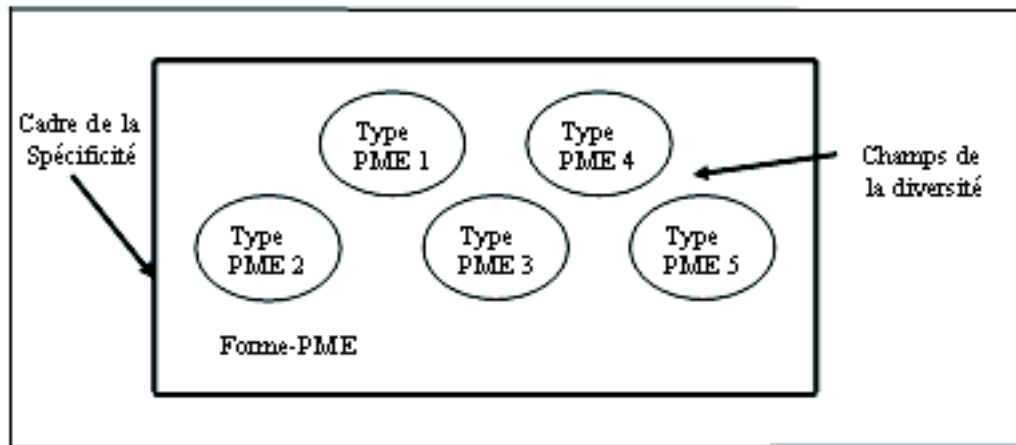 Cadre de la
Spécificité
Type
PME 1
Type
PME 4
Champs de
la diversité
Type
PME 2
Type
PME 3
Type
PME 5
Forme-PME